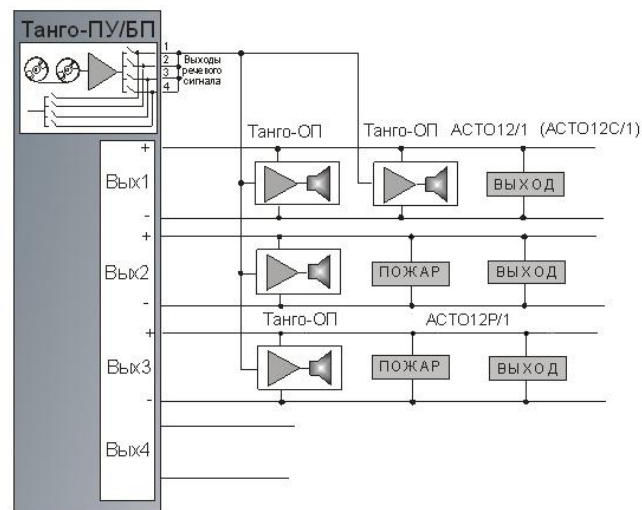 Танго-ПУ/БП
1
2
3
4
Выходы
речевого
сигнала
Танго-ОП
Танго-ОП
АСТО12/1 (АСТО12С/1)
+
Вых1
-
ВЫХОД
+
Вых2
-
ПОЖАР
ВЫХОД
Танго-ОП
АСТО12Р/1
+
Вых3
-
ПОЖАР
ВЫХОД
Вых4